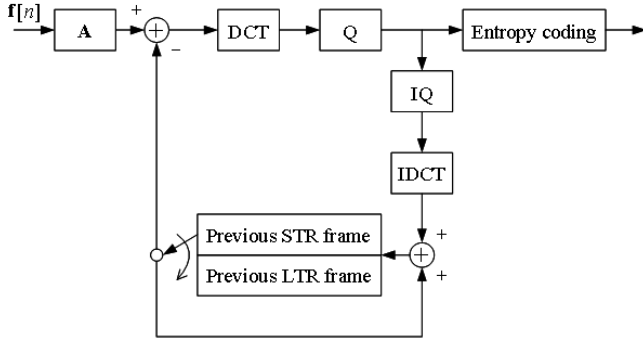 f[n]
A
+
−
DCT
Q
Entropy coding
IQ
IDCT
+
+
+
+
Previous STR frame
Previous LTR frame